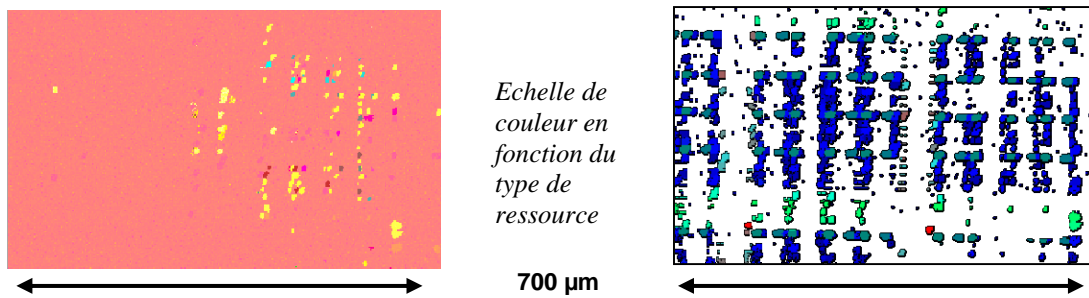 Echelle de
couleur en
fonction du
type de
ressource
700 µm